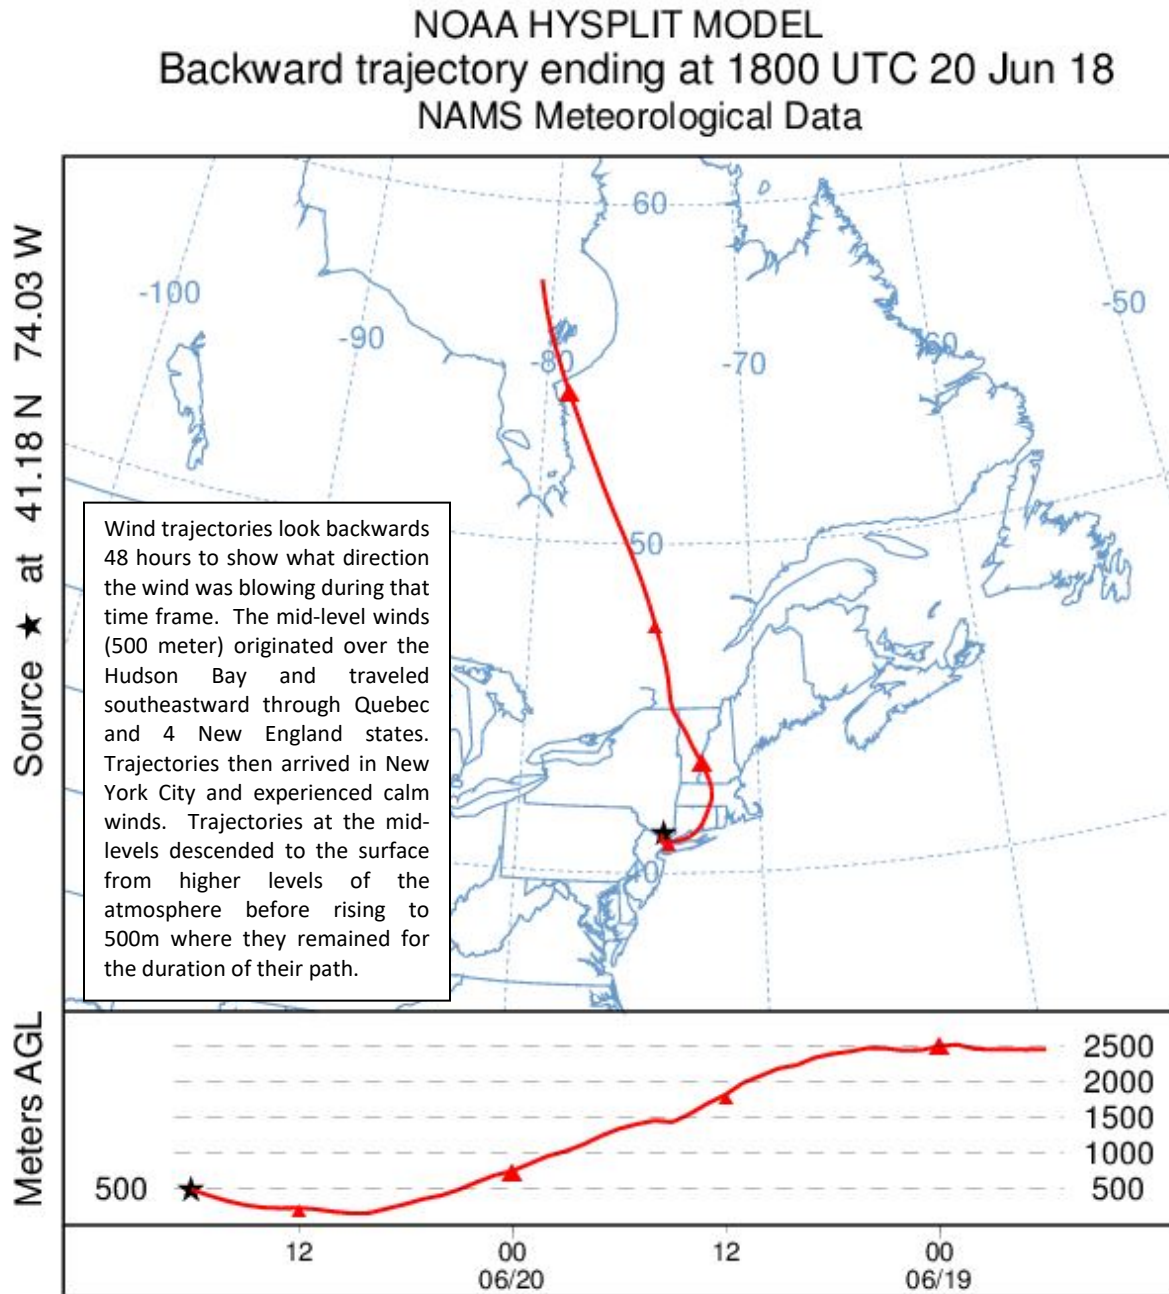 NOAA HYSPLIT MODEL
Backward trajectory ending at 1800 UTC 20 Jun 18
NAMS Meteorological Data
Source ★ at 41.18 N 74.03 W
60
-100
-90
-80
-70
-60
-50
50
40
Wind trajectories look backwards
48 hours to show what direction
the wind was blowing during that
time frame. The mid-level winds
(500 meter) originated over the
Hudson Bay and traveled
southeastward through Quebec
and 4 New England states.
Trajectories then arrived in New
York City and experienced calm
winds. Trajectories at the mid-
levels descended to the surface
from higher levels of the
atmosphere before rising to
500m where they remained for
the duration of their path.
Meters AGL
2500
2000
1500
1000
500
500
12
00
12
00
06/20
06/19